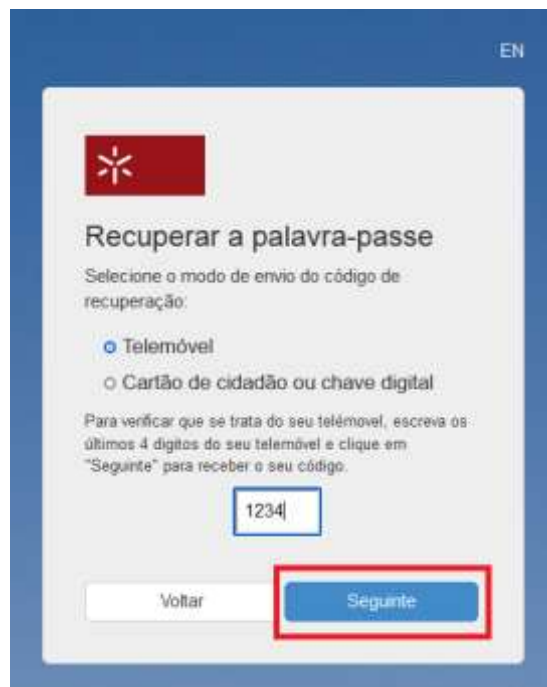 EN
Recuperar a palavra-passe
Selecione o modo de envio do código de
recuperação:
Telemóvel
Cartão de cidadão ou chave digital
Para verificar que se trata do seu telémovel, escreva os
últimos 4 digitos do seu telemóvel e clique em
"Seguinte" para receber o seu código.
1234
Voltar
Seguinte